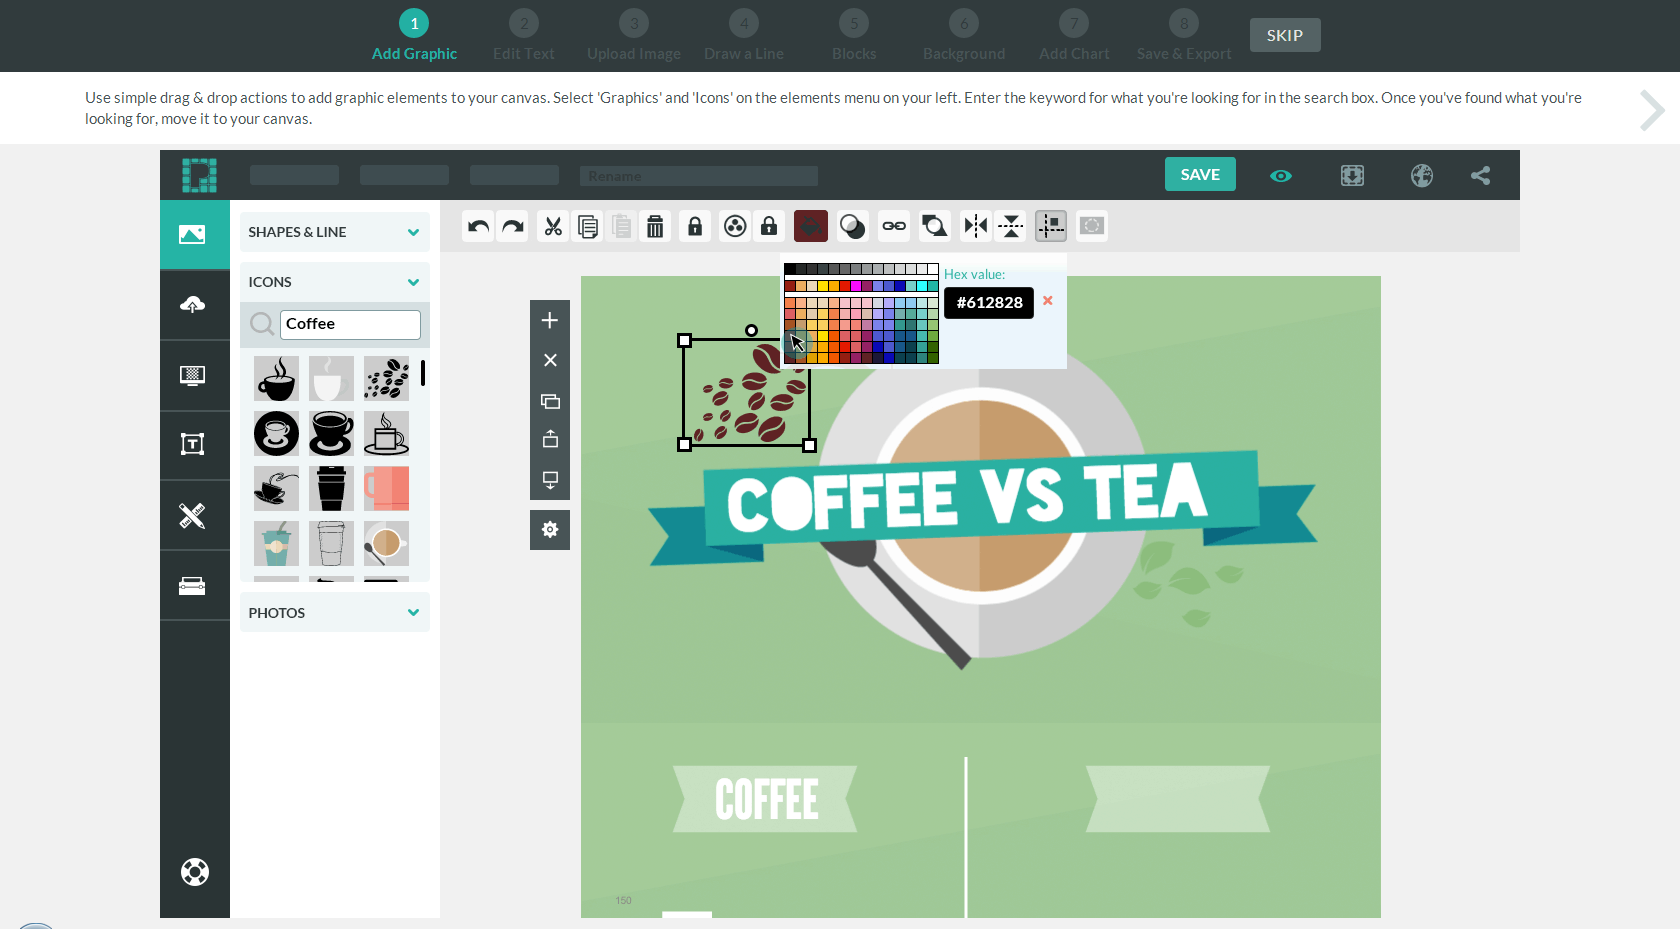 1 2 3 4 5 6 7 8
Add Graphic Edit Text Upload Image Draw a Line Blocks Background Add Chart Save & Export SKIP
Use simple drag & drop actions to add graphic elements to your canvas. Select 'Graphics' and 'Icons' on the elements menu on your left. Enter the keyword for what you're looking for in the search box. Once you've found what you're
looking for, move it to your canvas.
Rename
SAVE
SHAPES & LINE
ICONS
Coffee
PHOTOS
Hex value:
#612828
COFFEE VS TEA
COFFEE
150